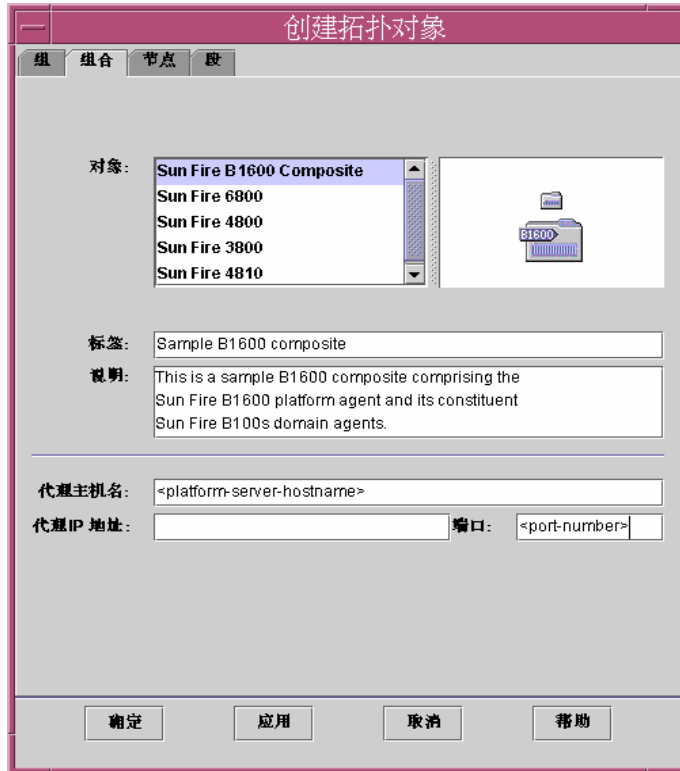 创建拓扑对象
组 组合 节点 段
对象:
Sun Fire B1600 Composite
Sun Fire 6800
Sun Fire 4800
Sun Fire 3800
Sun Fire 4810
B1600
标签: Sample B1600 composite
说明: This is a sample B1600 composite comprising the
Sun Fire B1600 platform agent and its constituent
Sun Fire B100s domain agents.
代理主机名: <platform-server-hostname>
代理IP 地址: 端口: <port-number>
确定 应用 取消 帮助